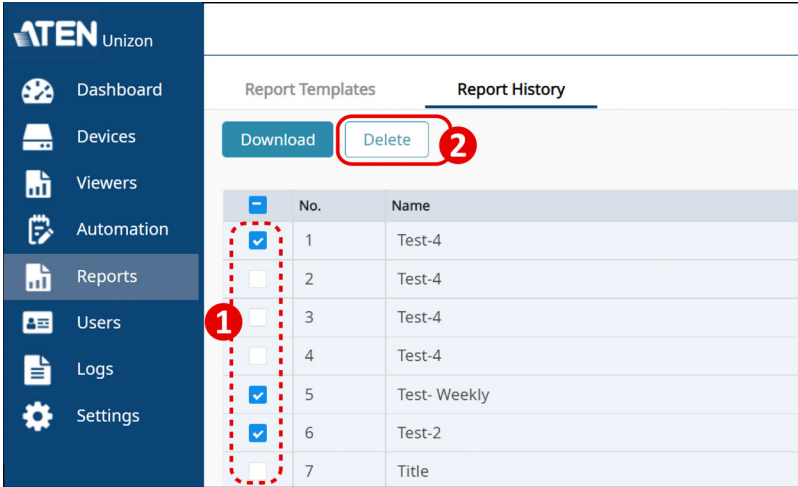 ATEN Unizon
Dashboard
Devices
Viewers
Automation
Reports
Users
Logs
Settings
Report Templates Report History
Download Delete 2
No. Name
1 Test-4
2 Test-4
1
3 Test-4
4 Test-4
5 Test- Weekly
6 Test-2
7 Title